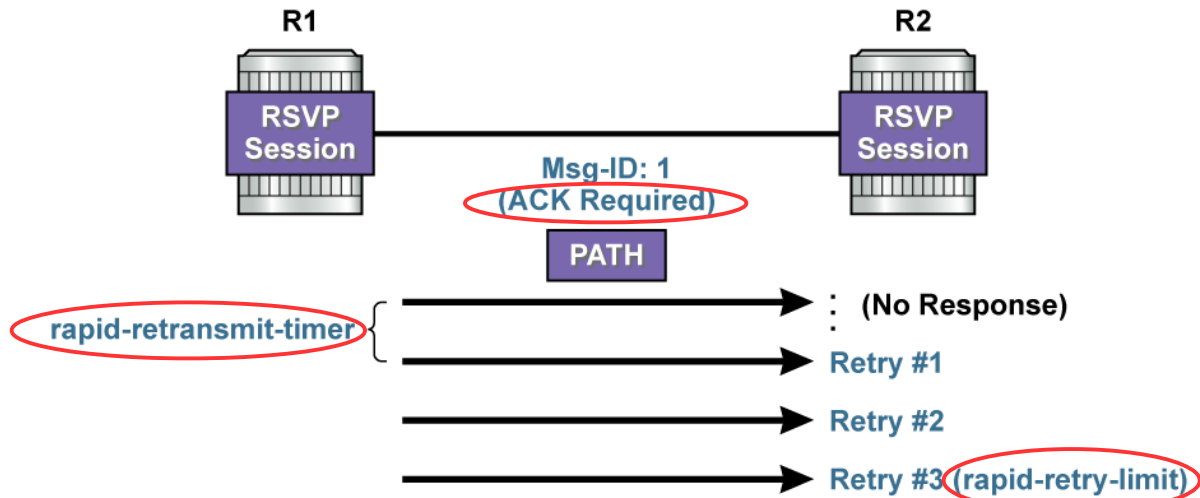 R1
R2
RSVP
Session
RSVP
Session
Msg-ID: 1
(ACK Required)
PATH
rapid-retransmit-timer
: (No Response)
Retry #1
Retry #2
Retry #3 (rapid-retry-limit)